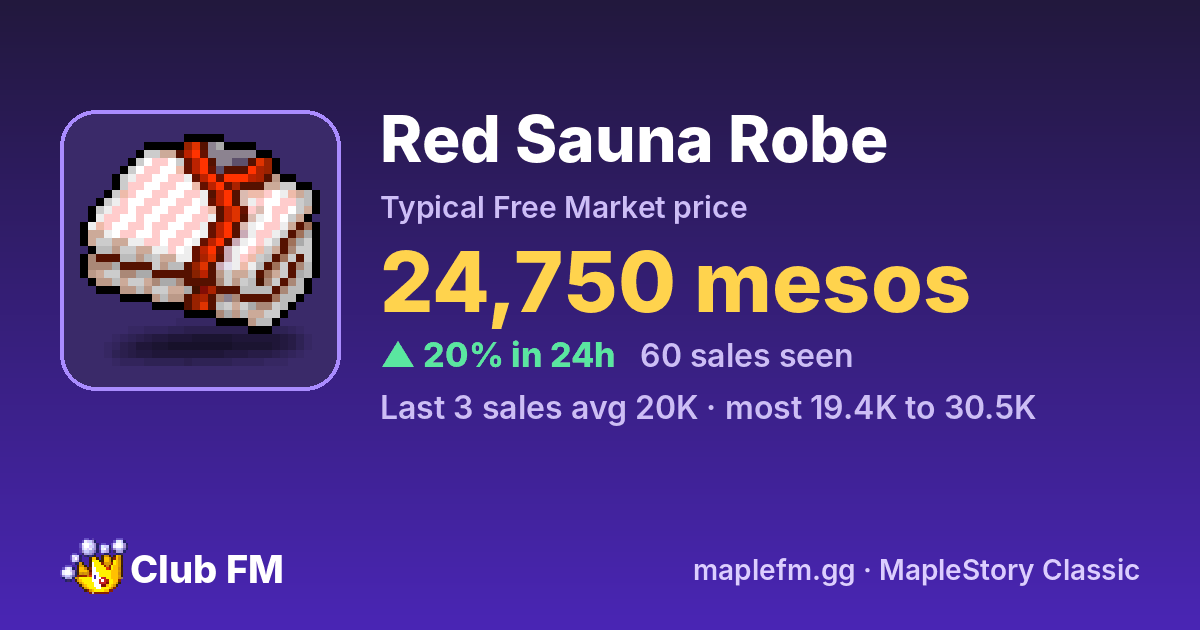 Red Sauna Robe
Typical Free Market price
24,750 mesos
▲ 20% in 24h 60 sales seen
Last 3 sales avg 20K · most 19.4K to 30.5K
Club FM
maplefm.gg · MapleStory Classic